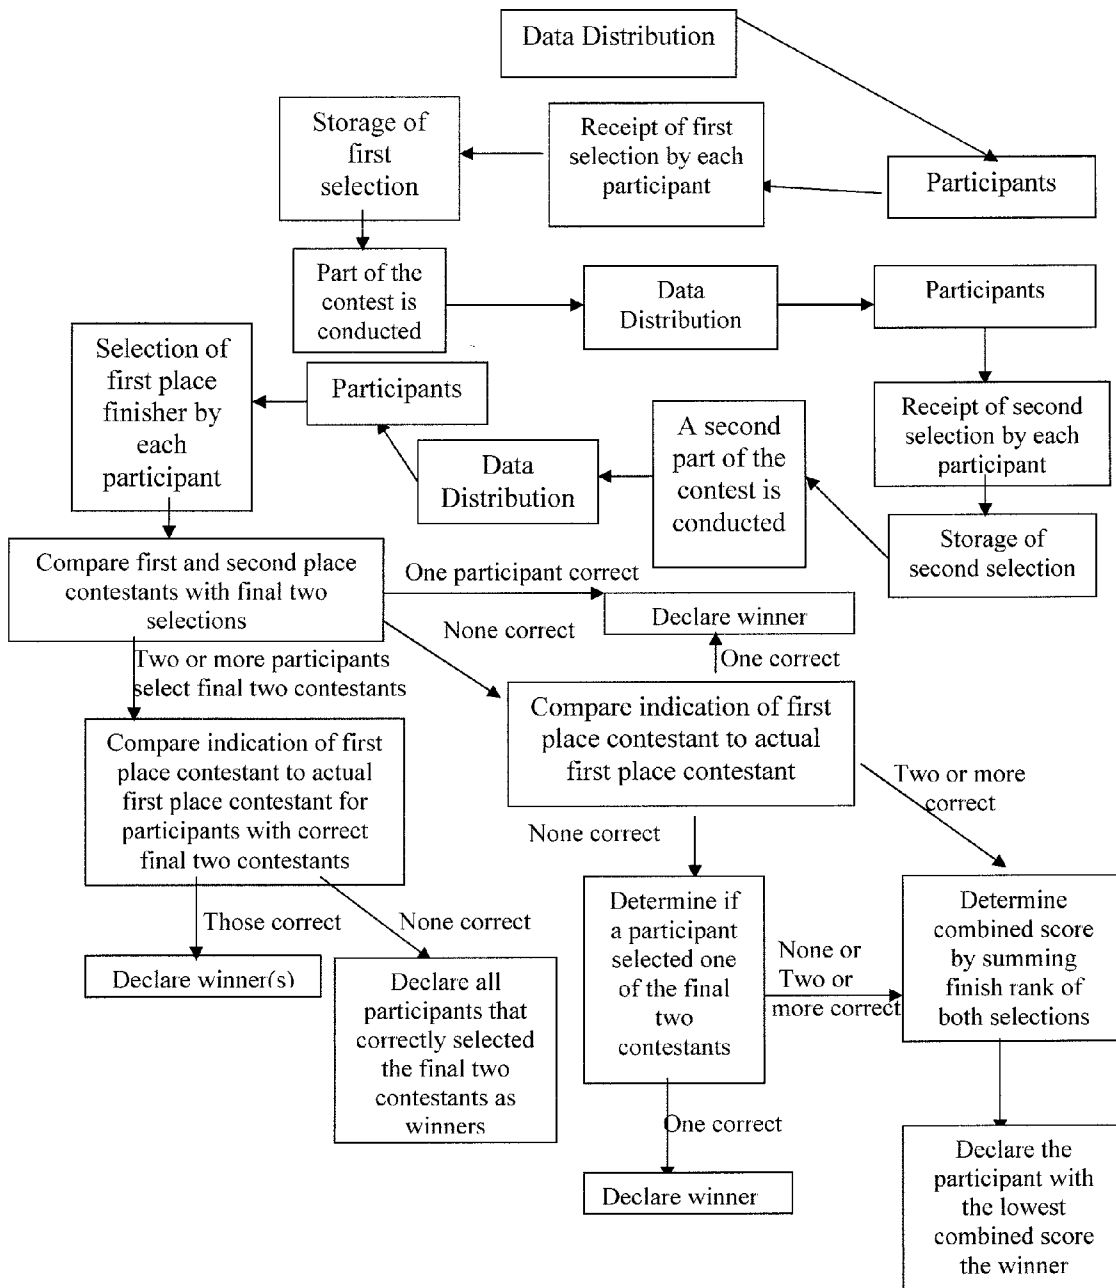 Data Distribution
Storage of
first
selection
Receipt of first
selection by each
participant
Participants
Part of the
contest is
conducted
Data
Distribution
Participants
Selection of
first place
finisher by
each
participant
Participants
Data
Distribution
A second
part of the
contest is
conducted
Receipt of second
selection by each
participant
Storage of
second selection
Compare first and second place
contestants with final two
selections
One participant correct
Declare winner
None correct
One correct
Two or more participants
select final two contestants
Compare indication of first
place contestant to actual
first place contestant
Two or more
correct
Compare indication of first
place contestant to actual
first place contestant for
participants with correct
final two contestants
None correct
Those correct
None correct
Declare winner(s)
Declare all
participants that
correctly selected
the final two
contestants as
winners
Determine if
a participant
selected one
of the final
two
contestants
None or
Two or
more correct
Determine
combined score
by summing
finish rank of
both selections
One correct
Declare winner
Declare the
participant with
the lowest
combined score
the winner